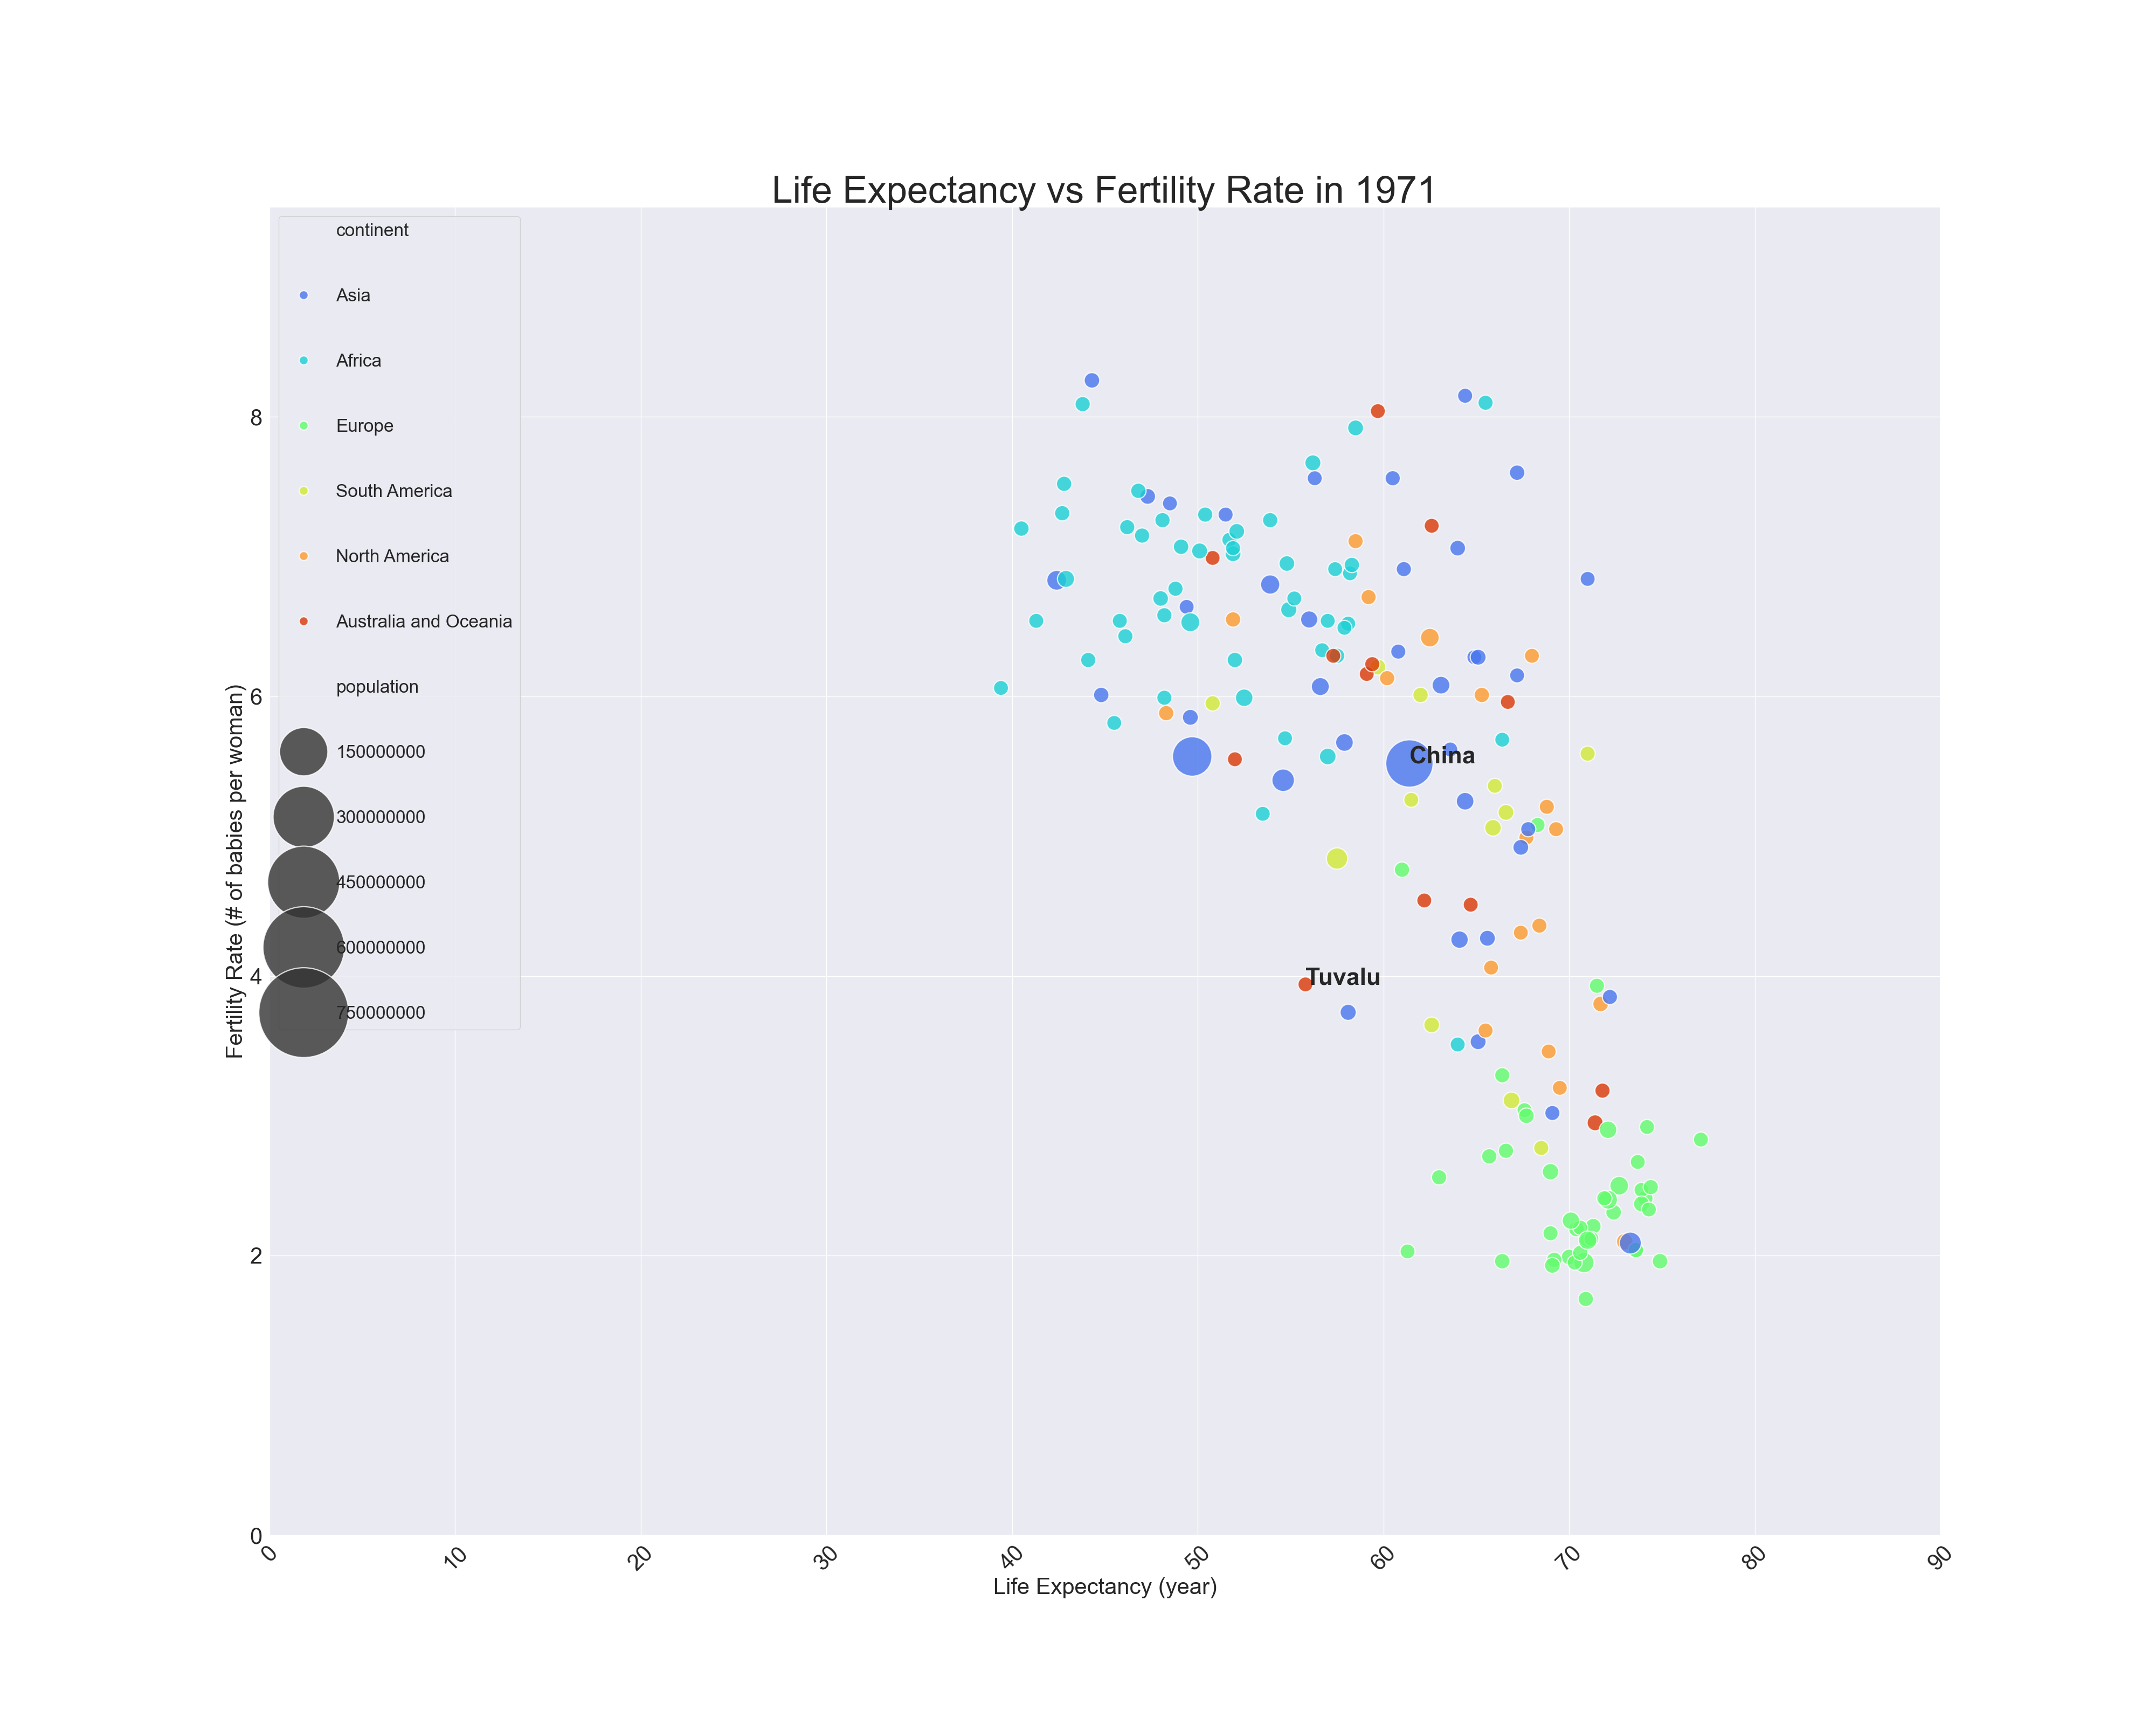 Life Expectancy vs Fertility Rate in 1971
continent
Asia
Africa
Europe
South America
North America
Australia and Oceania
population
150000000
300000000
450000000
600000000
750000000
China
Tuvalu
Fertility Rate (# of babies per woman)
8
6
4
2
0
0 10 20 30 40 50 60 70 80 90
Life Expectancy (year)